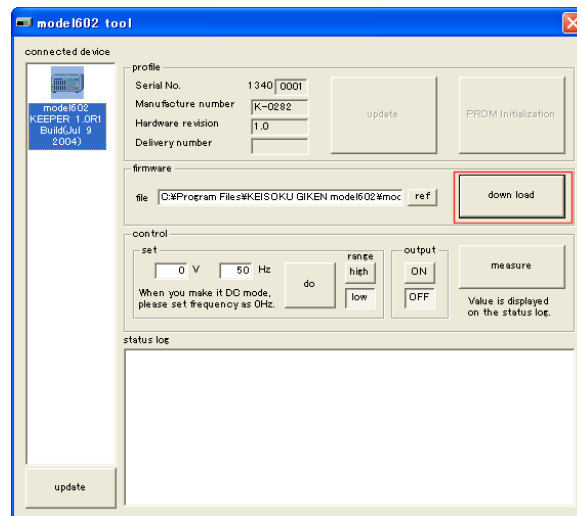 model602 tool
connected device
model602
KEEPER 1.0R1
Build(Jul 9
2004)
update
profile
Serial No. 1340 0001
Manufacture number K-0282
Hardware revision 1.0
Delivery number
update
PROM Initialization
firmware
file C:¥Program Files¥KEISOKU GIKEN model602¥moc ref
down load
control
set
0 V 50 Hz
When you make it DC mode,
please set frequency as 0Hz.
do
range
high
low
output
ON
OFF
measure
Value is displayed
on the status log.
status log